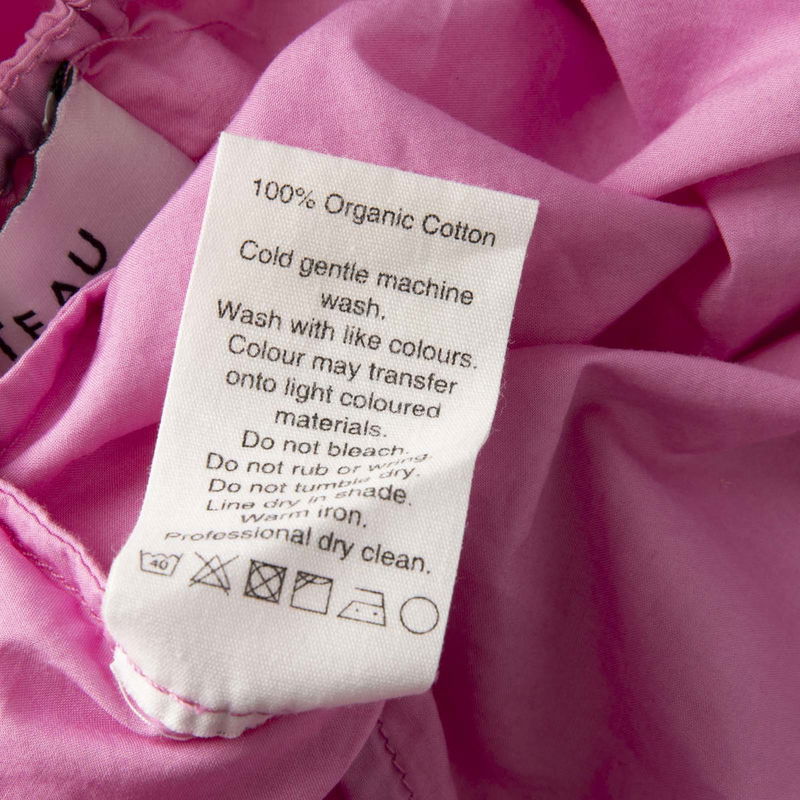 TEAU
100% Organic Cotton
Cold gentle machine
wash.
Wash with like colours.
Colour may transfer
onto light coloured
materials.
Do not bleach.
Do not rub or wring.
Do not tumble dry.
Line dry in shade.
Warm iron.
Professional dry clean.
40